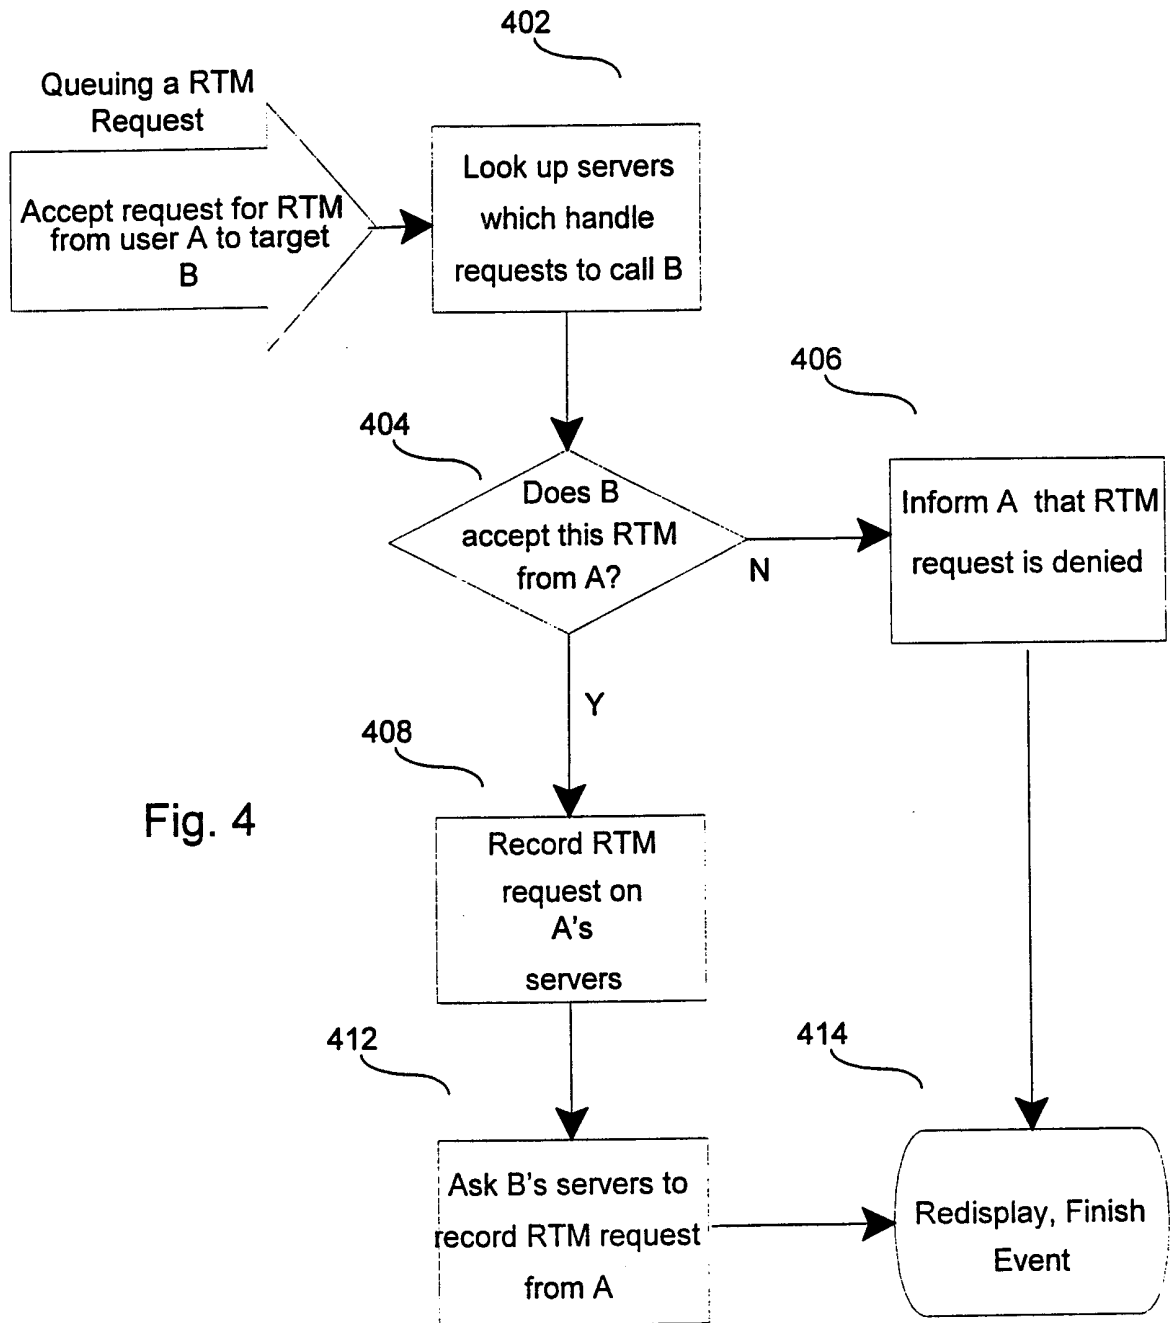 402
Queuing a RTM
Request
Accept request for RTM
from user A to target
B
Look up servers
which handle
requests to call B
406
404
Does B
accept this RTM
from A?
N
Inform A that RTM
request is denied
Y
408
Fig. 4
Record RTM
request on
A's
servers
412
414
Ask B's servers to
record RTM request
from A
Redisplay, Finish
Event